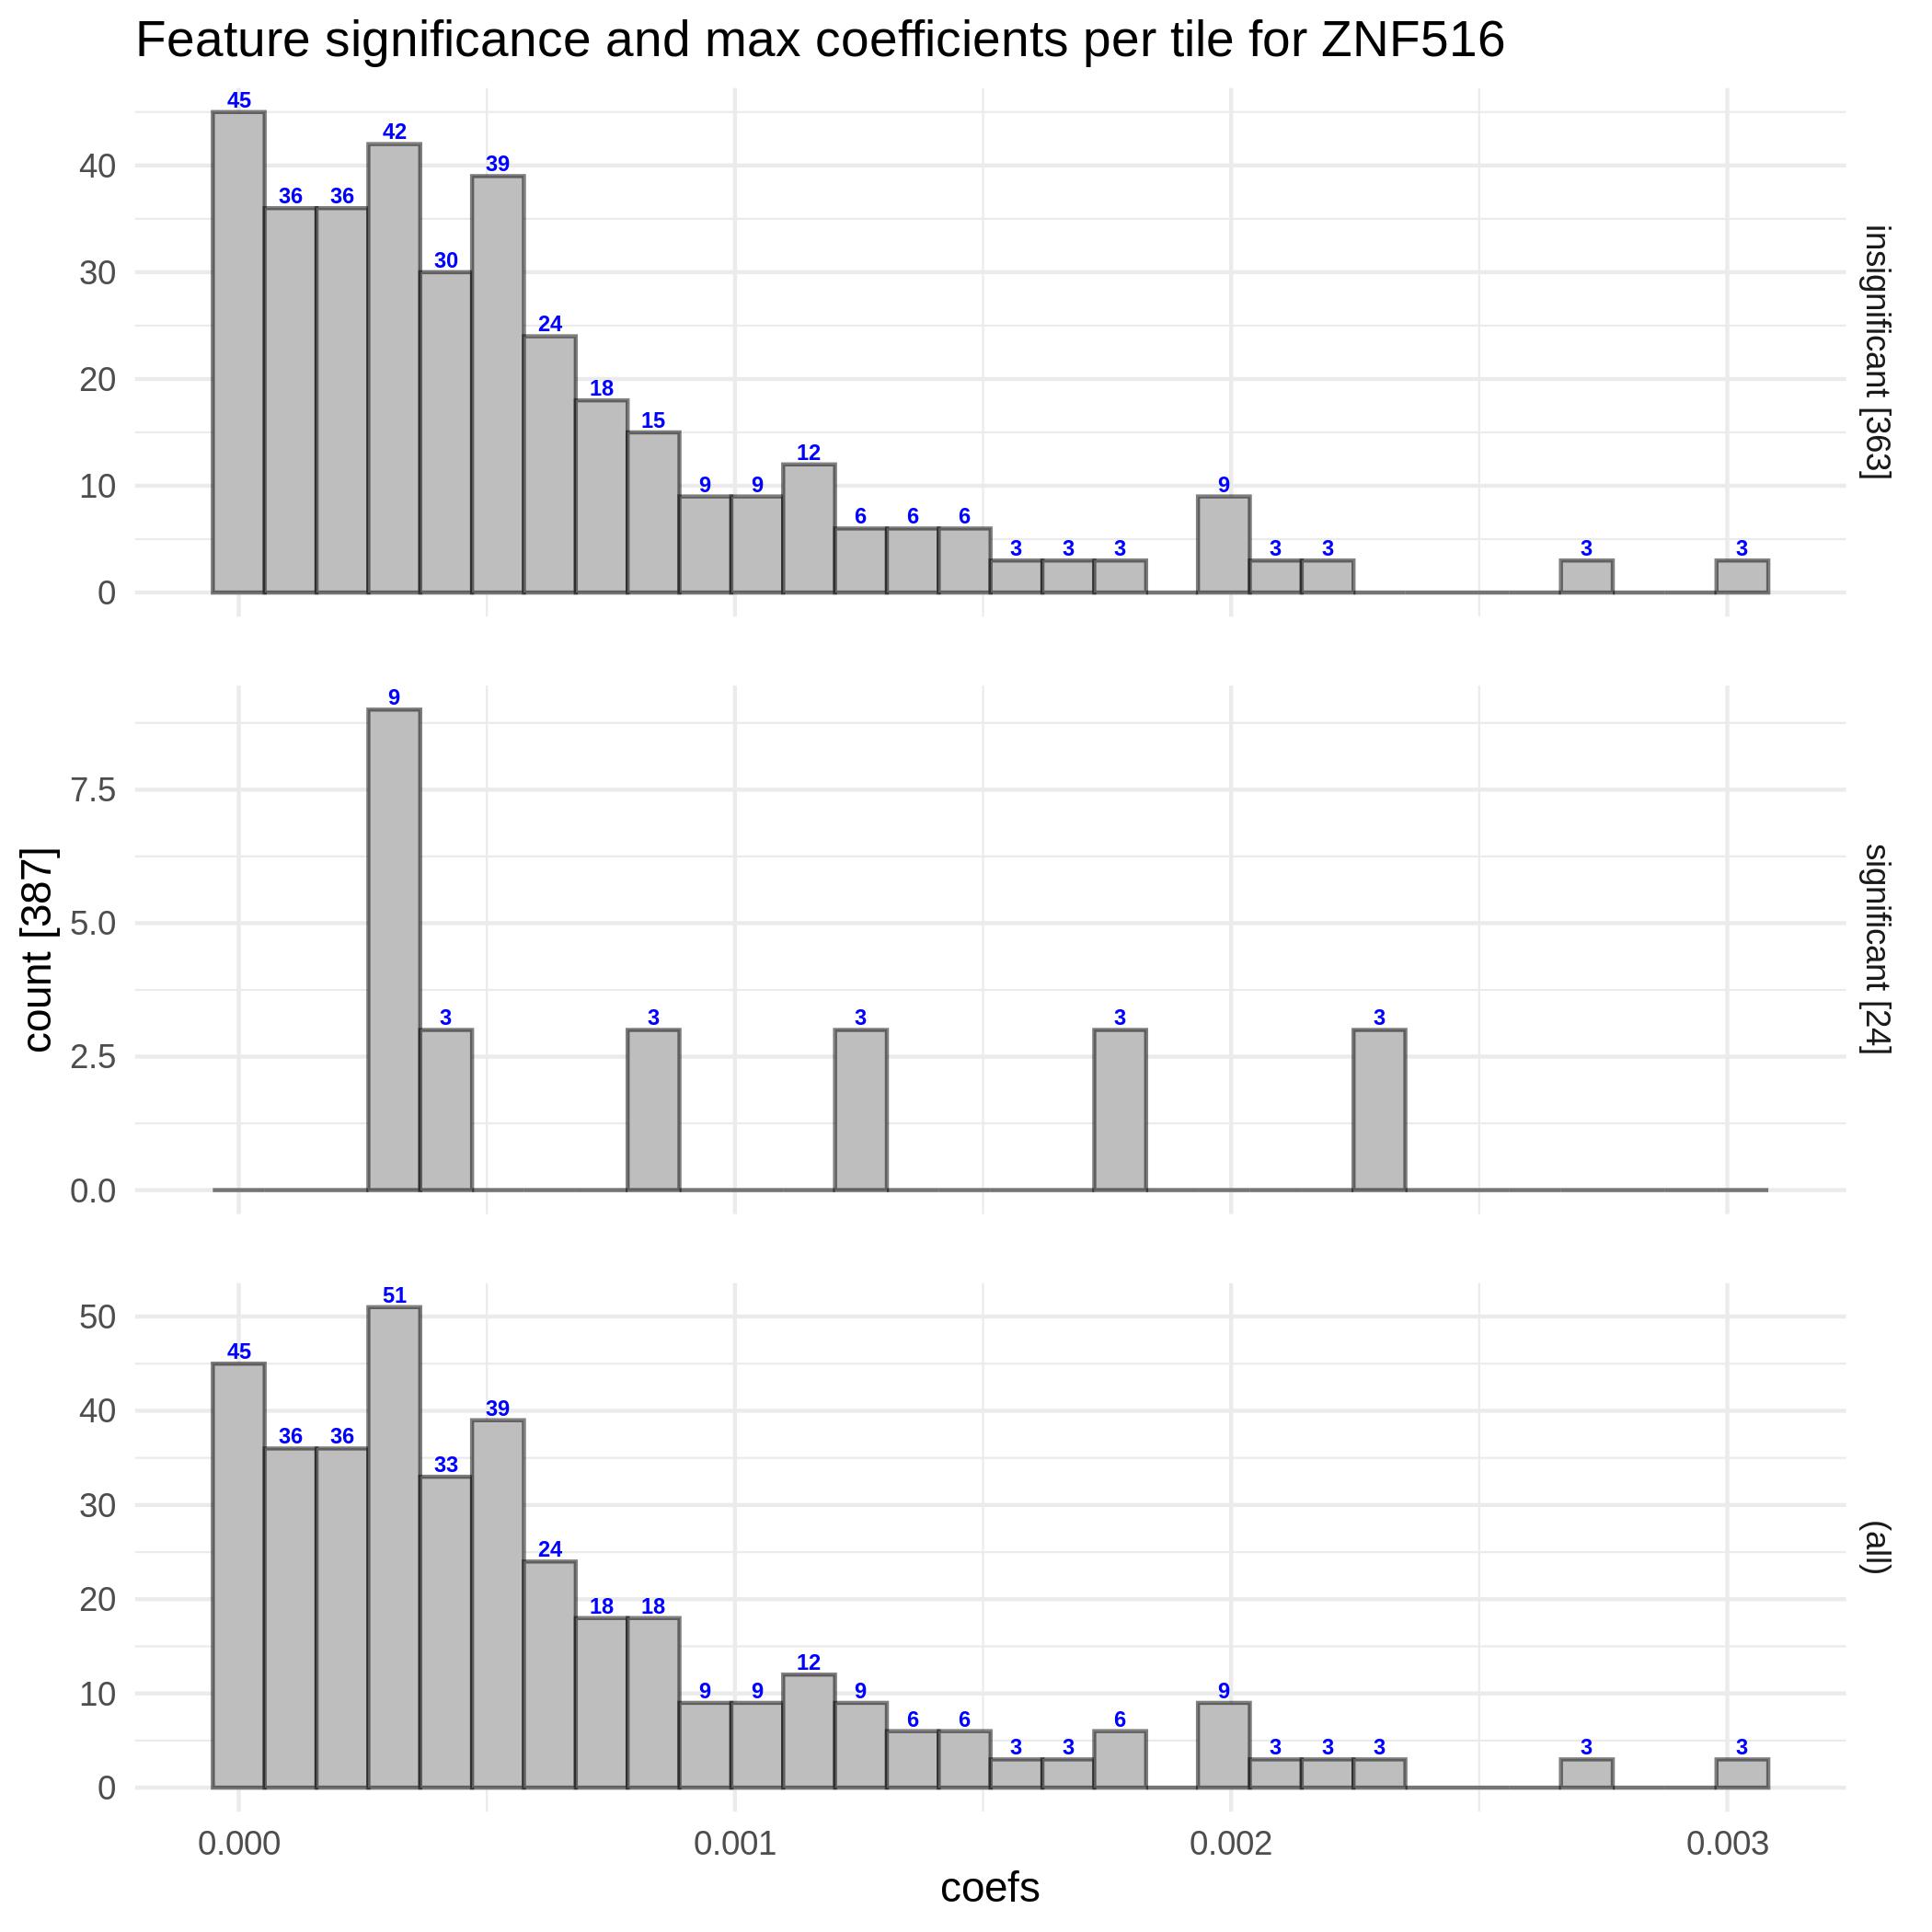 Feature significance and max coefficients per tile for ZNF516
45
36 36 42 30 39 24 18 15 9 9 12 6 6 6 3 3 3 9 3 3 3 3
40
30
20
10
0
insignificant [363]
9 3 3 3 3 3
7.5
5.0
2.5
0.0
significant [24]
count [387]
45 36 36 51 33 39 24 18 18 9 9 12 9 6 6 3 3 6 9 3 3 3 3 3
50
40
30
20
10
0
(all)
0.000 0.001 0.002 0.003
coefs